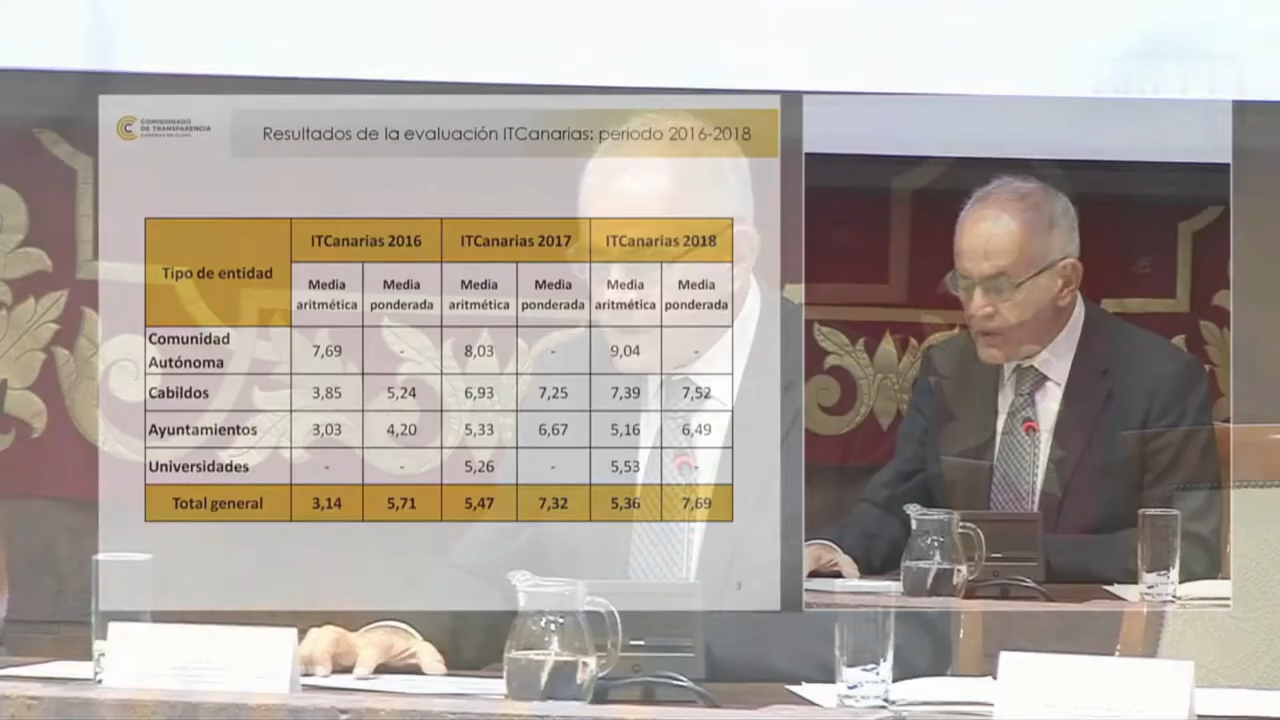 COMISIONADO
DE TRANSPARENCIA
Resultados de la evaluación ITCanarias: periodo 2016-2018
Tipo de entidad
ITCanarias 2016 ITCanarias 2017 ITCanarias 2018
Media aritmética Media ponderada Media aritmética Media ponderada Media aritmética Media ponderada
Comunidad Autónoma 7,69 - 8,03 - 9,04 -
Cabildos 3,85 5,24 6,93 7,25 7,39 7,52
Ayuntamientos 3,03 4,20 5,33 6,67 5,16 6,49
Universidades - - 5,26 - 5,53 -
Total general 3,14 5,71 5,47 7,32 5,36 7,69
3